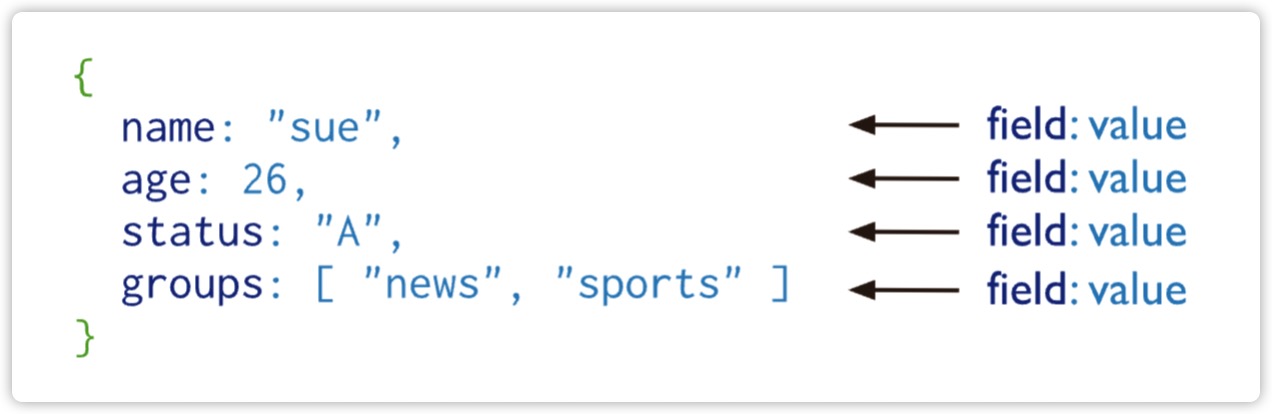 {
name: "sue", field: value
age: 26, field: value
status: "A", field: value
groups: [ "news", "sports" ] field: value
}